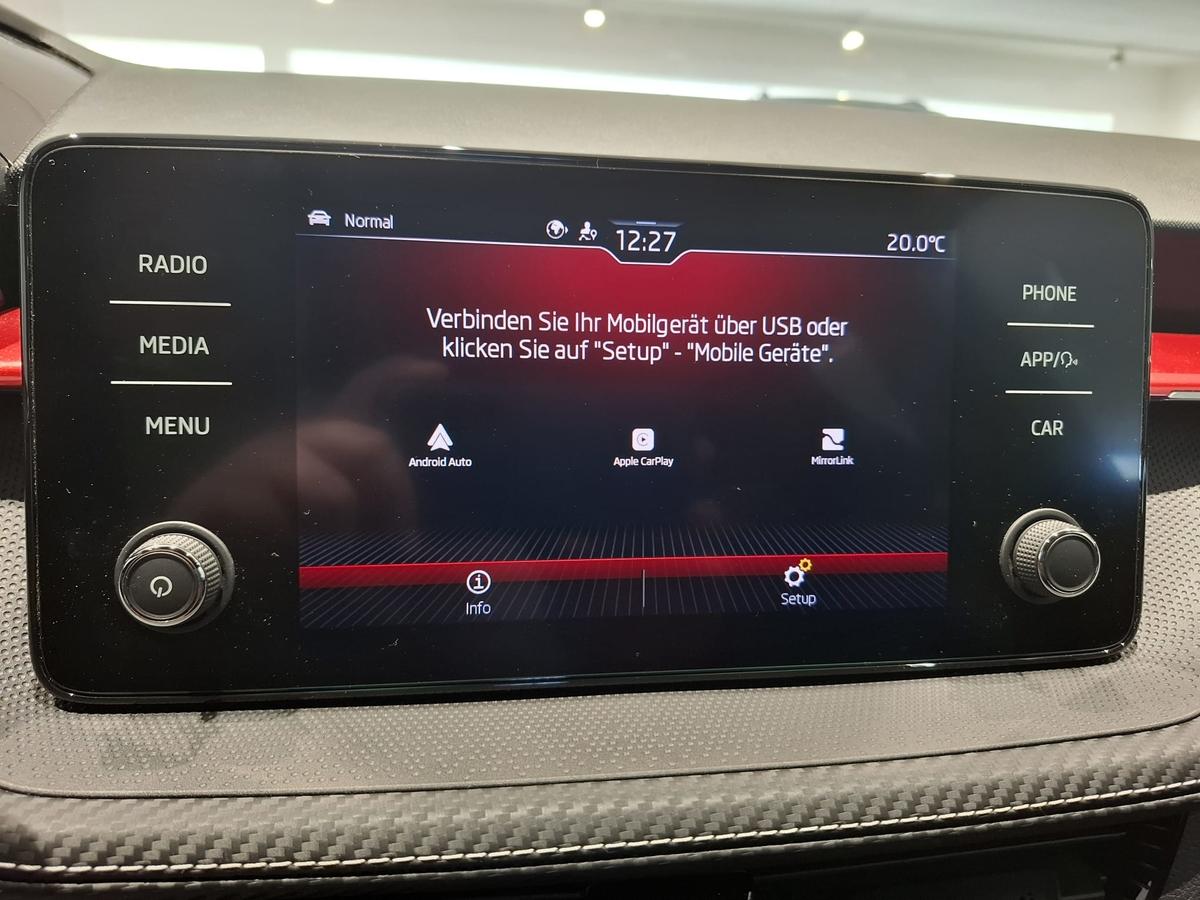 Normal
12:27
20.0°C
RADIO
MEDIA
MENU
Verbinden Sie Ihr Mobilgerät über USB oder
klicken Sie auf "Setup" - "Mobile Geräte".
Android Auto
Apple CarPlay
MirrorLink
Info
Setup
PHONE
APP/
CAR